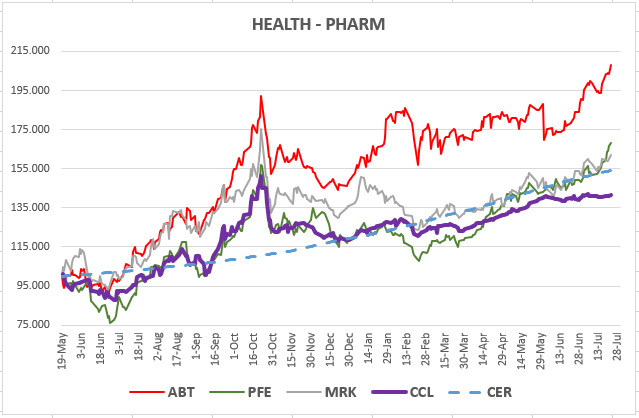 HEALTH - PHARM
215.000
195.000
175.000
155.000
135.000
115.000
95.000
75.000
19-May
3-Jun
18-Jun
3-Jul
18-Jul
2-Aug
17-Aug
1-Sep
16-Sep
1-Oct
16-Oct
31-Oct
15-Nov
30-Nov
15-Dec
30-Dec
14-Jan
29-Jan
13-Feb
28-Feb
15-Mar
30-Mar
14-Apr
29-Apr
14-May
29-May
13-Jun
28-Jun
13-Jul
28-Jul
ABT PFE MRK CCL CER